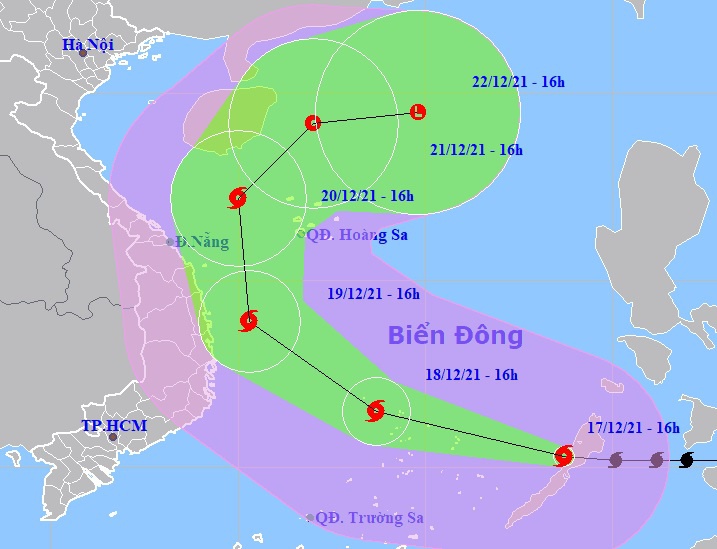 Hà Nội
22/12/21 - 16h
21/12/21 - 16h
20/12/21 - 16h
Đ.Nẵng
QĐ. Hoàng Sa
19/12/21 - 16h
Biển Đông
18/12/21 - 16h
TP.HCM
17/12/21 - 16h
QĐ. Trường Sa
L